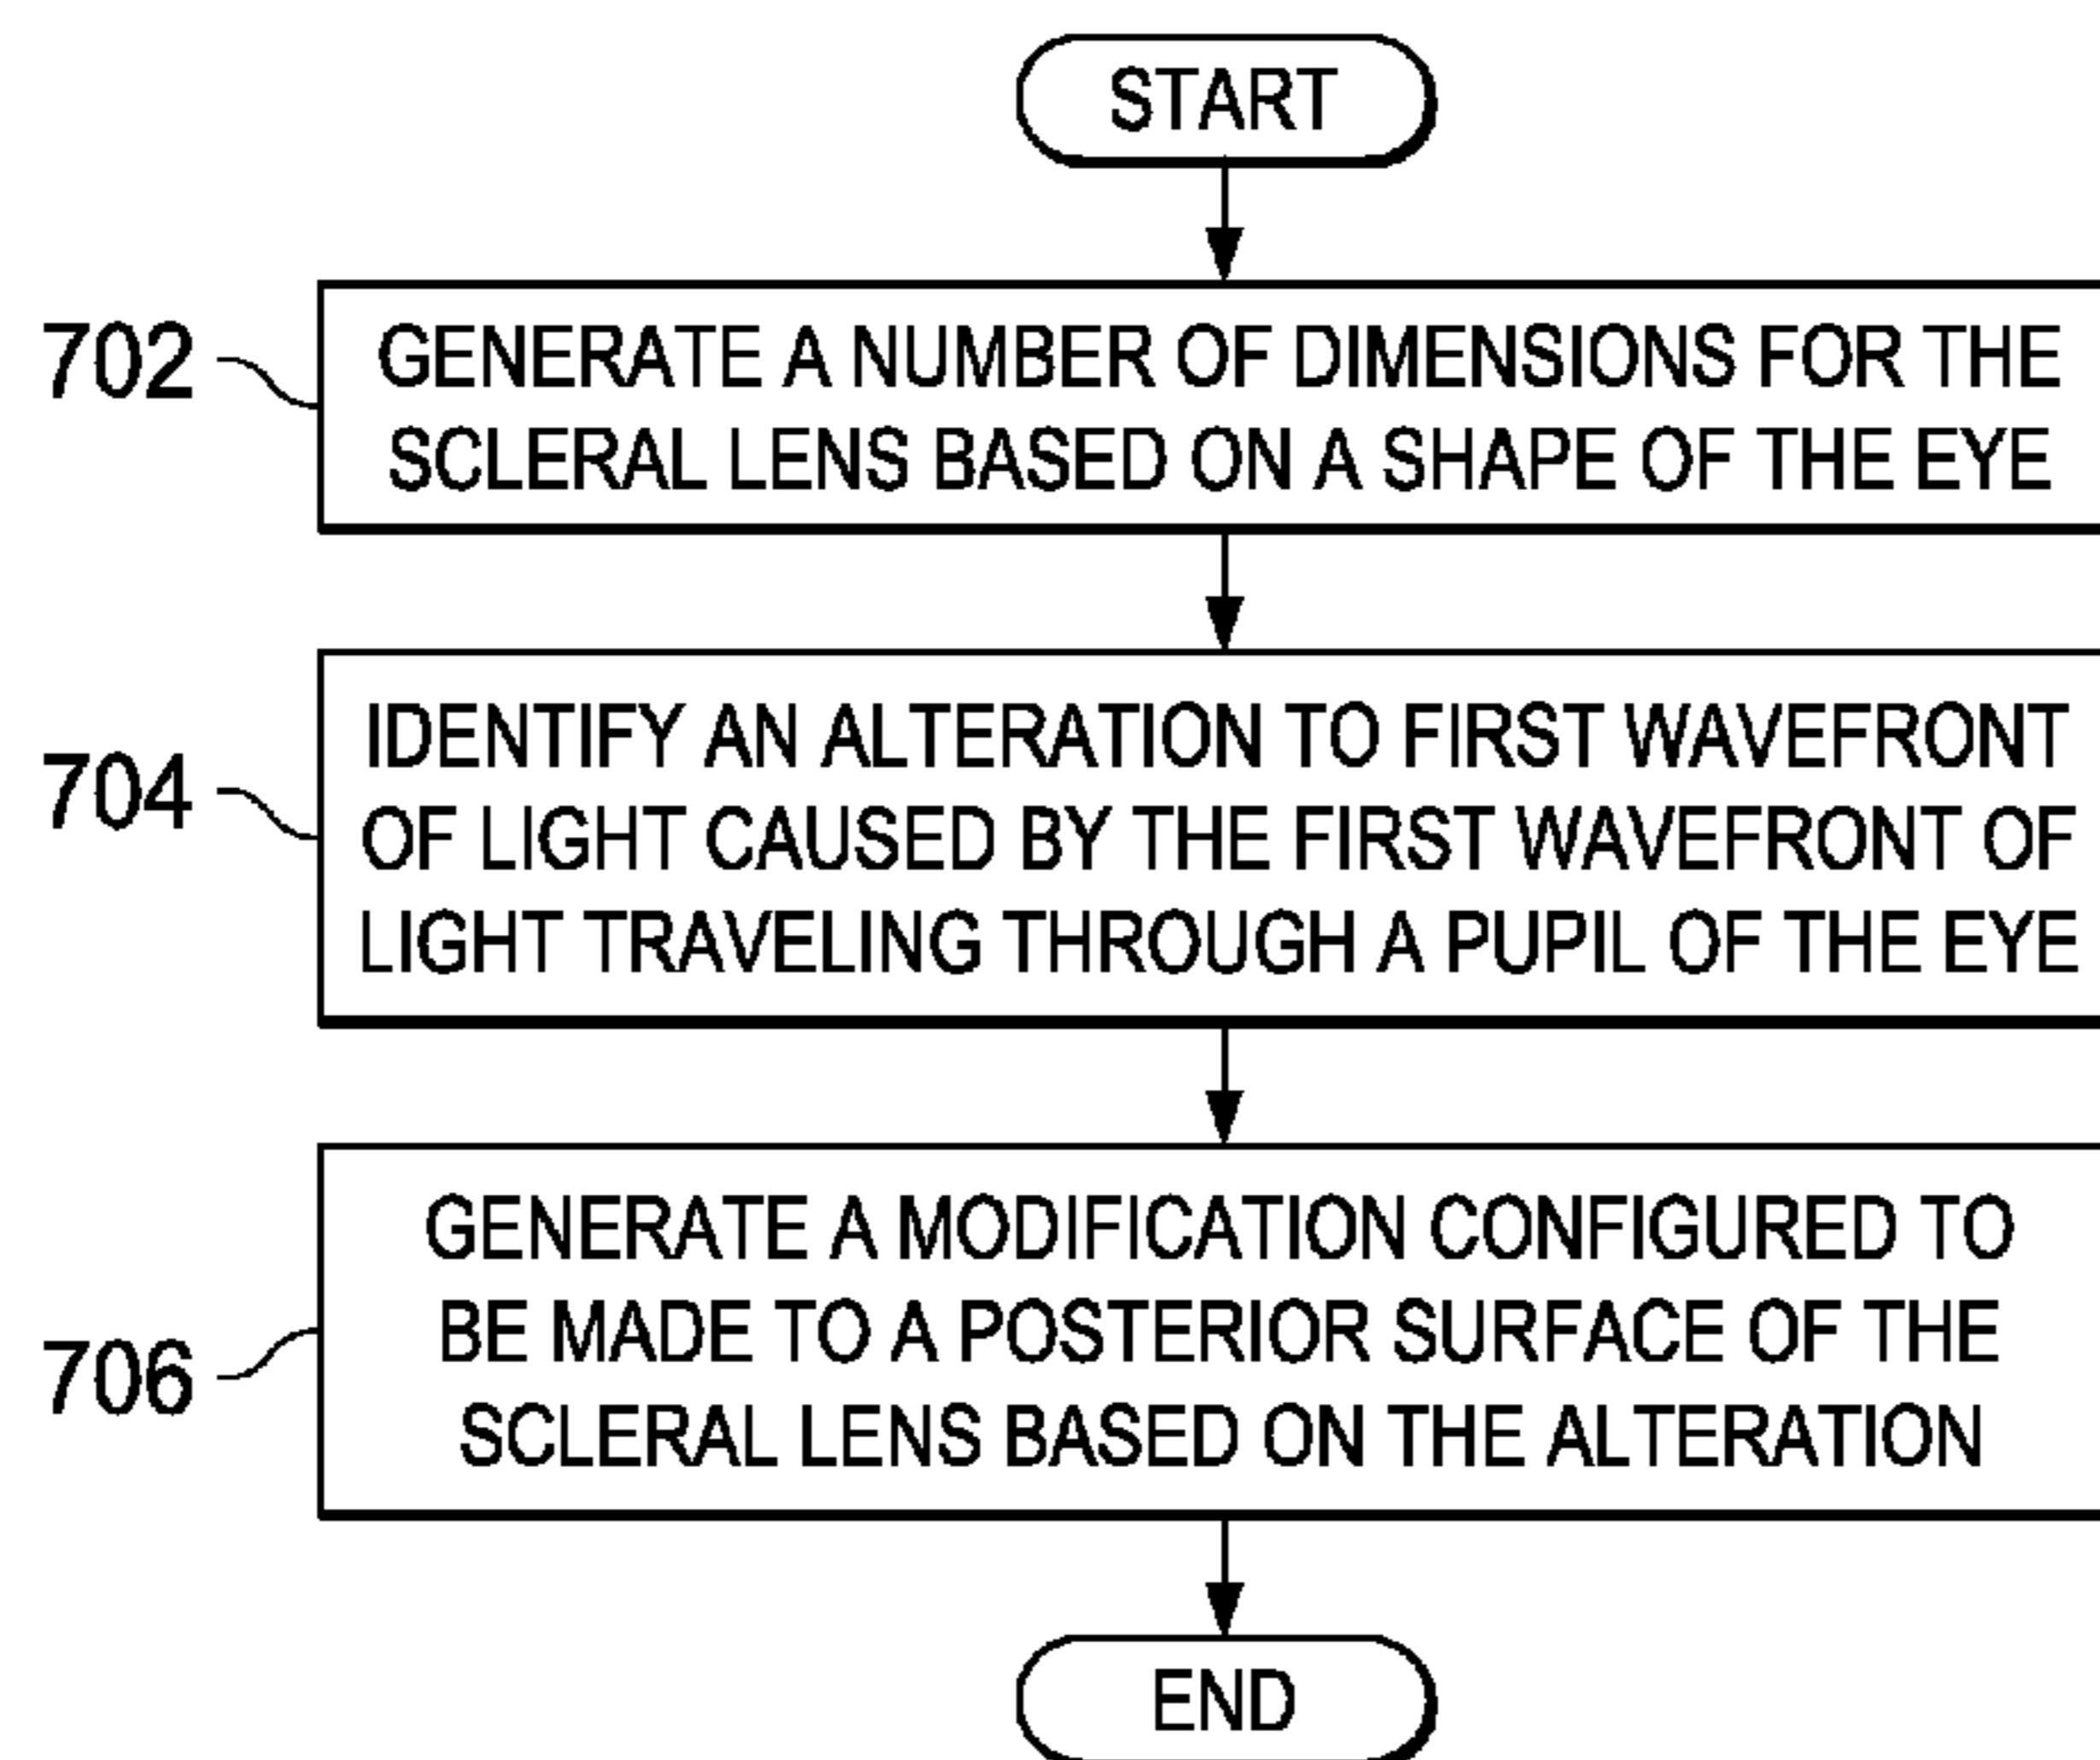 START
702
GENERATE A NUMBER OF DIMENSIONS FOR THE
SCLERAL LENS BASED ON A SHAPE OF THE EYE
704
IDENTIFY AN ALTERATION TO FIRST WAVEFRONT
OF LIGHT CAUSED BY THE FIRST WAVEFRONT OF
LIGHT TRAVELING THROUGH A PUPIL OF THE EYE
706
GENERATE A MODIFICATION CONFIGURED TO
BE MADE TO A POSTERIOR SURFACE OF THE
SCLERAL LENS BASED ON THE ALTERATION
END